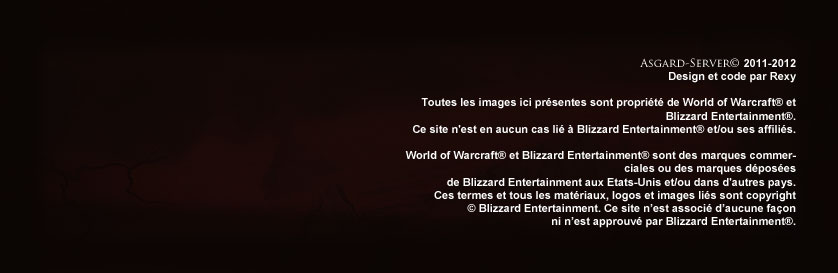 Asgard-Server© 2011-2012
Design et code par Rexy
Toutes les images ici présentes sont propriété de World of Warcraft® et
Blizzard Entertainment®.
Ce site n'est en aucun cas lié à Blizzard Entertainment® et/ou ses affiliés.
World of Warcraft® et Blizzard Entertainment® sont des marques commer-
ciales ou des marques déposées
de Blizzard Entertainment aux Etats-Unis et/ou dans d'autres pays.
Ces termes et tous les matériaux, logos et images liés sont copyright
© Blizzard Entertainment. Ce site n'est associé d'aucune façon
ni n'est approuvé par Blizzard Entertainment®.